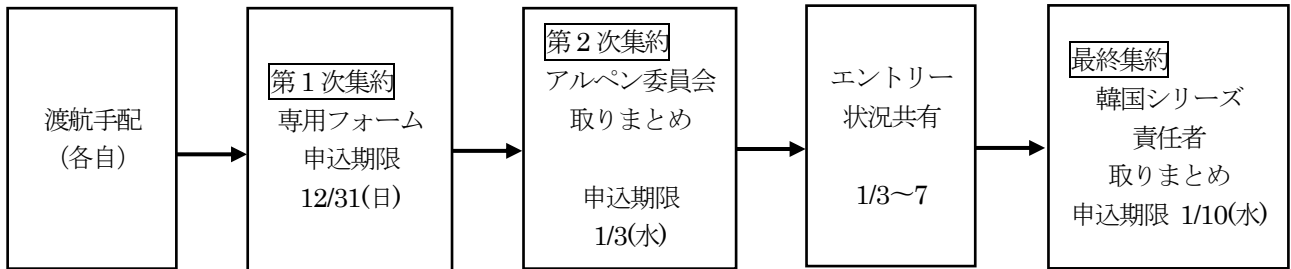 渡航手配
(各自)
第1次集約
専用フォーム
申込期限
12/31(日)
第2次集約
アルペン委員会
取りまとめ
申込期限
1/3(水)
エントリー
状況共有
1/3～7
最終集約
韓国シリーズ
責任者
取りまとめ
申込期限 1/10(水)